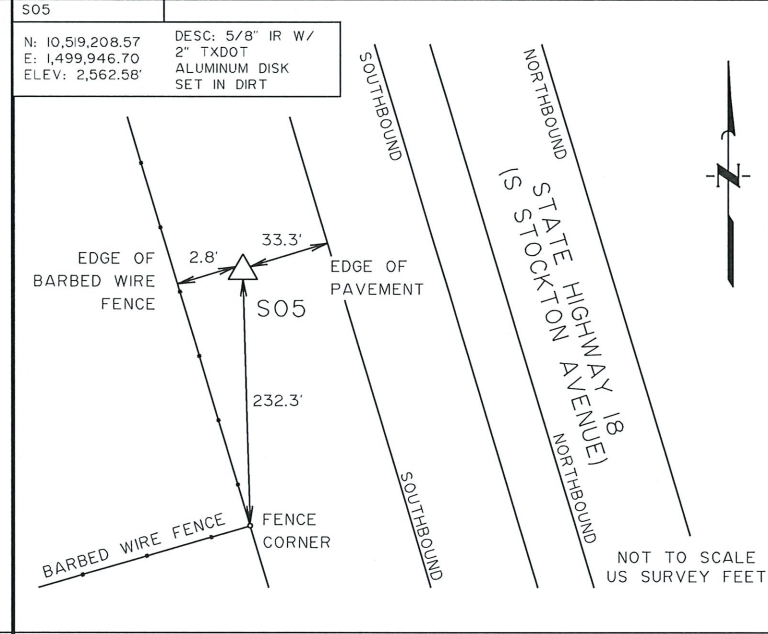 S05
N: 10,519,208.57
E: 1,499,946.70
ELEV: 2,562.58'
DESC: 5/8" IR W/
2" TXDOT
ALUMINUM DISK
SET IN DIRT
SOUTHBOUND
NORTHBOUND
N
STATE HIGHWAY 18
(S STOCKTON AVENUE)
EDGE OF
BARBED WIRE
FENCE
2.8'
33.3'
EDGE OF
PAVEMENT
S05
232.3'
SOUTHBOUND
NORTHBOUND
BARBED WIRE FENCE
FENCE
CORNER
NOT TO SCALE
US SURVEY FEET